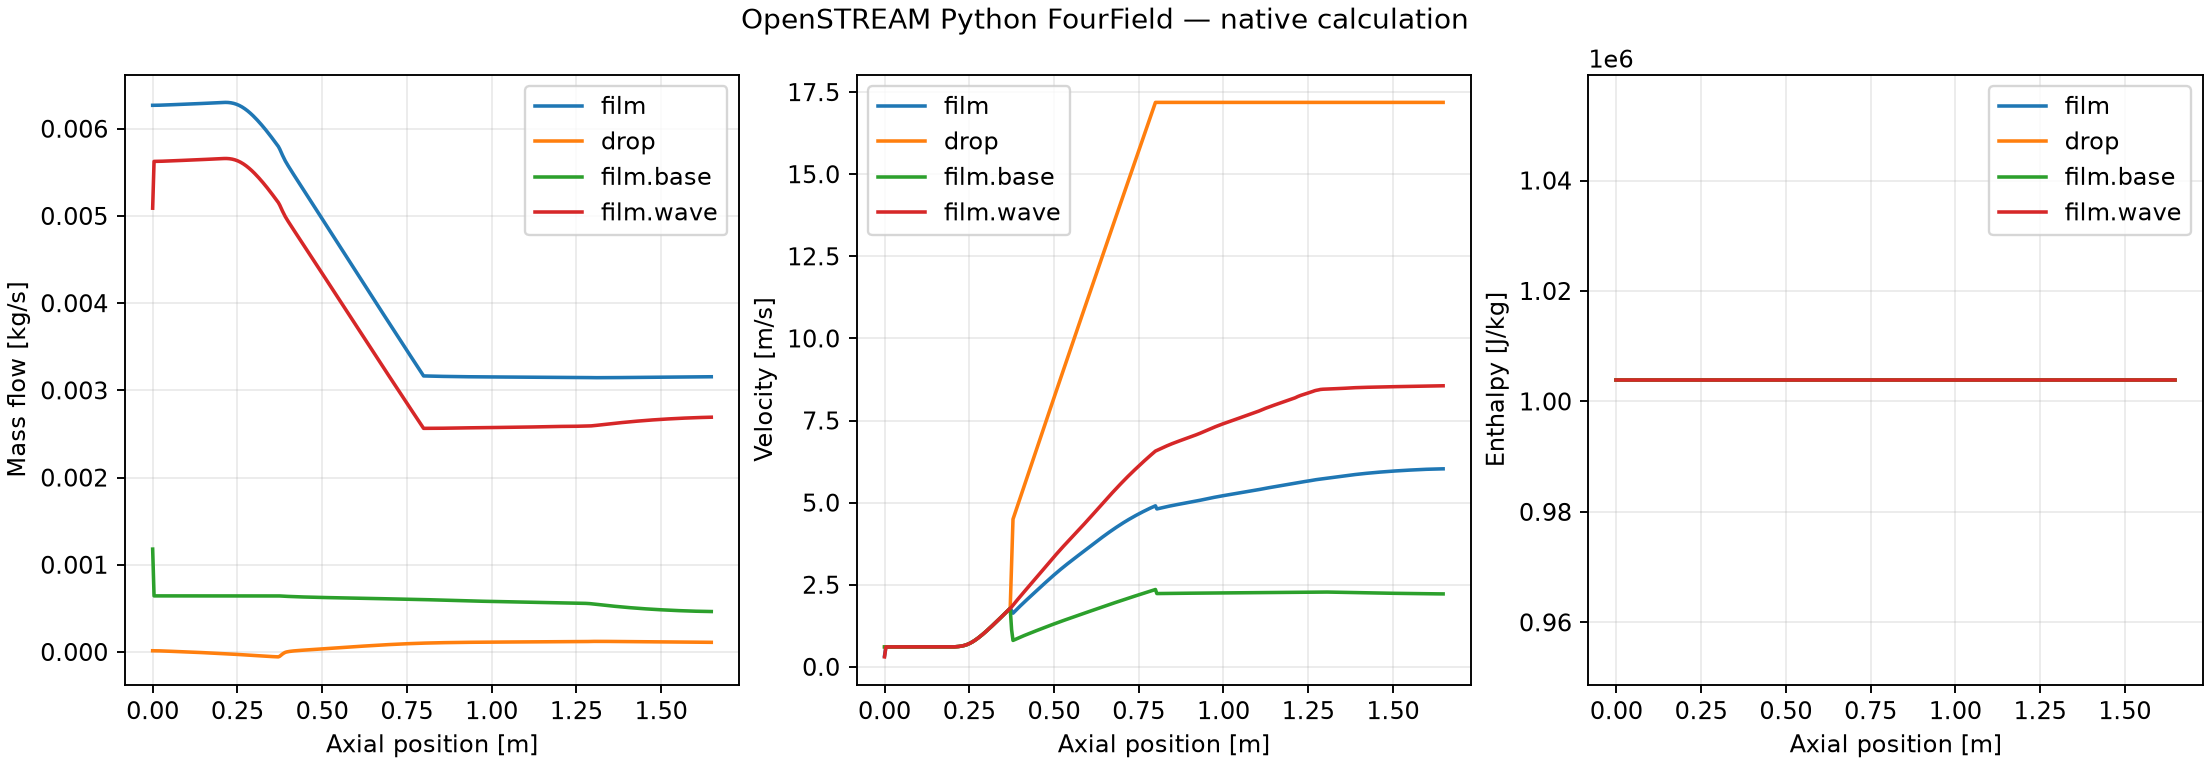 OpenSTREAM Python FourField — native calculation
Mass flow [kg/s]
0.006
0.005
0.004
0.003
0.002
0.001
0.000
film
drop
film.base
film.wave
0.00 0.25 0.50 0.75 1.00 1.25 1.50
Axial position [m]
Velocity [m/s]
17.5
15.0
12.5
10.0
7.5
5.0
2.5
0.0
film
drop
film.base
film.wave
0.00 0.25 0.50 0.75 1.00 1.25 1.50
Axial position [m]
1e6
Enthalpy [J/kg]
1.04
1.02
1.00
0.98
0.96
film
drop
film.base
film.wave
0.00 0.25 0.50 0.75 1.00 1.25 1.50
Axial position [m]